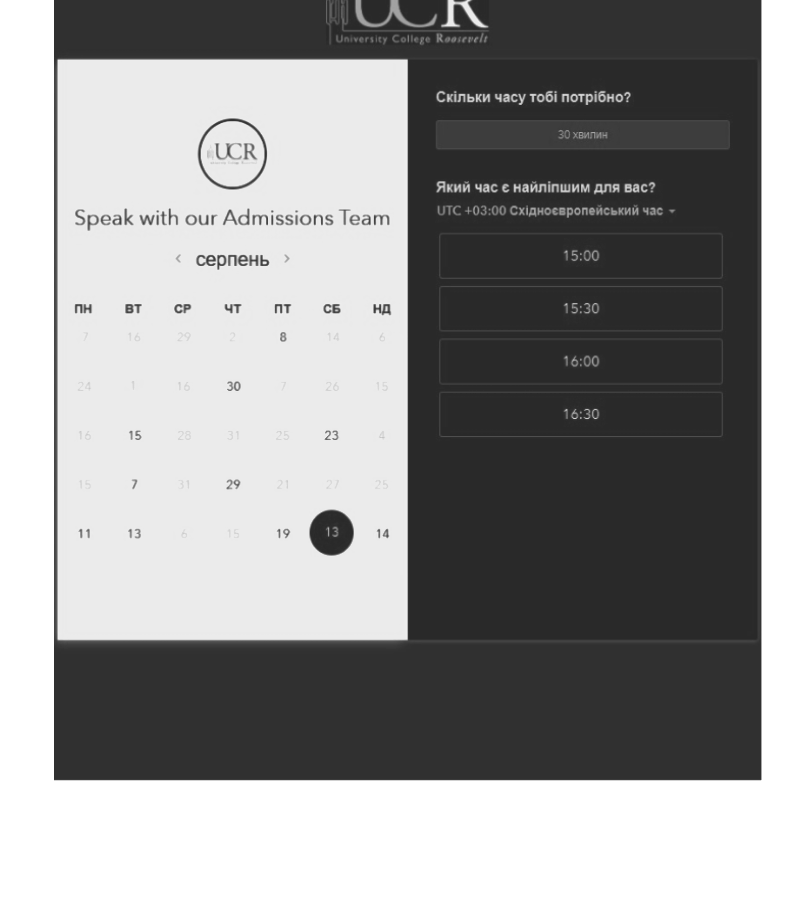 UCR
University College Roosevelt
UCR
Speak with our Admissions Team
‹ серпень ›
ПН ВТ СР ЧТ ПТ СБ НД
7 16 29 2 8 14 6
24 1 16 30 7 26 15
16 15 28 31 25 23 4
15 7 31 29 21 27 25
11 13 6 15 19 13 14
Скільки часу тобі потрібно?
30 хвилин
Який час є найліпшим для вас?
UTC +03:00 Східноєвропейський час
15:00
15:30
16:00
16:30